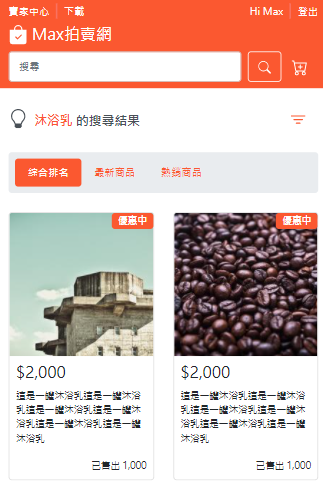 賣家中心 下載 Hi Max 登出
Max拍賣網
搜尋
沐浴乳 的搜尋結果
綜合排名 最新商品 熱銷商品
優惠中 優惠中
$2,000
這是一罐沐浴乳這是一罐沐浴
乳這是一罐沐浴乳這是一罐沐
浴乳這是一罐沐浴乳這是一罐
沐浴乳
已售出 1,000
$2,000
這是一罐沐浴乳這是一罐沐浴
乳這是一罐沐浴乳這是一罐沐
浴乳這是一罐沐浴乳這是一罐
沐浴乳
已售出 1,000